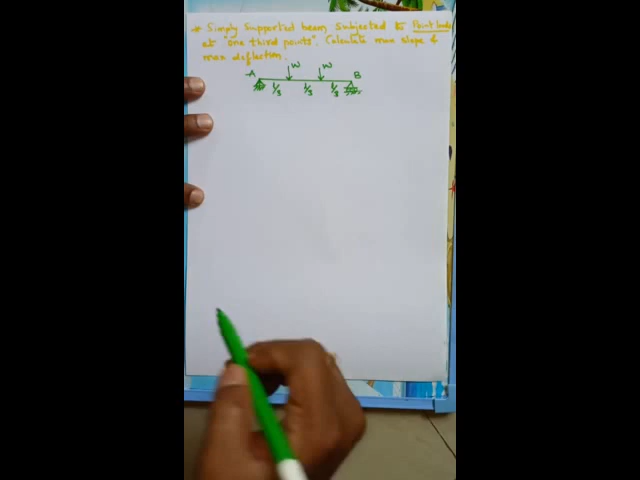 * Simply supported beam subjected to Point loads
at "one third points". Calculate max slope &
max deflection.
W W
A B
l/3 l/3 l/3